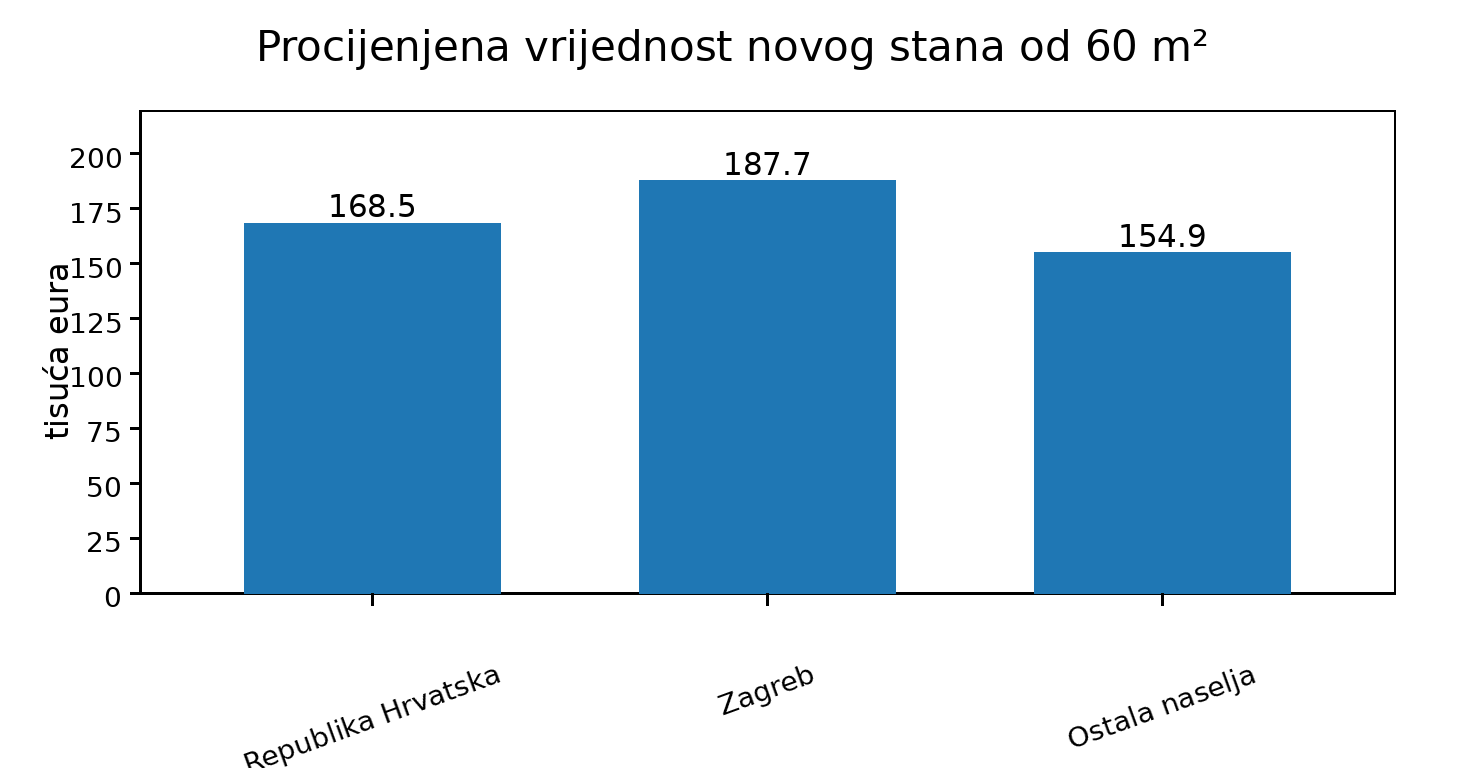 Procijenjena vrijednost novog stana od 60 m²
tisuća eura
200
175
150
125
100
75
50
25
0
168.5
187.7
154.9
Republika Hrvatska
Zagreb
Ostala naselja